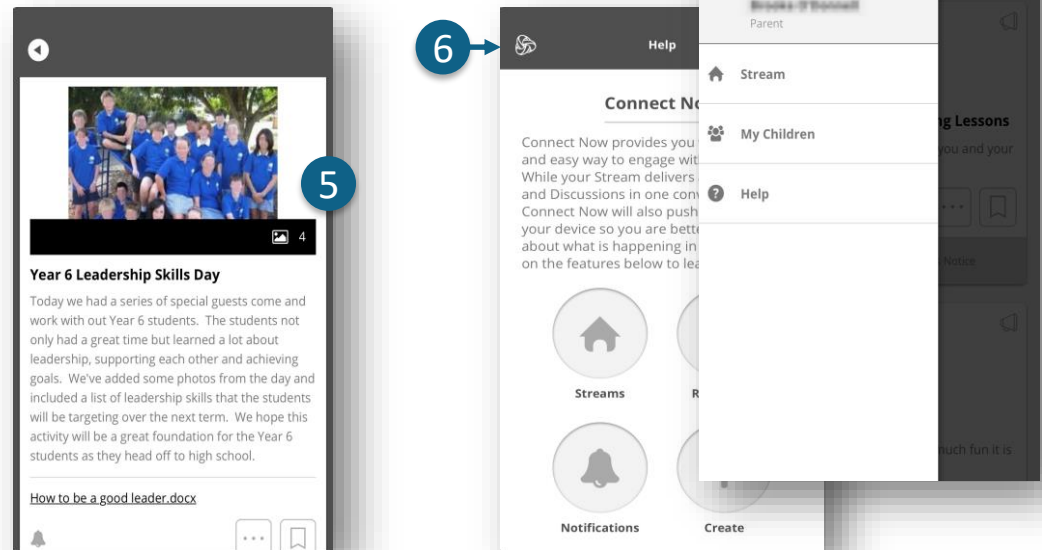 5
4
Year 6 Leadership Skills Day
Today we had a series of special guests come and
work with out Year 6 students. The students not
only had a great time but learned a lot about
leadership, supporting each other and achieving
goals. We've added some photos from the day and
included a list of leadership skills that the students
will be targeting over the next term. We hope this
activity will be a great foundation for the Year 6
students as they head off to high school.
How to be a good leader.docx
6
Help
Connect
Connect Now provides you
and easy way to engage
While your Stream delivers
and Discussions in one
Connect Now will also push
your device so you are
about what is happening in
on the features below to
Streams
Notifications
Create
Parent
Stream
My Children
Help
Lessons
you and your
Notice
much fun it is